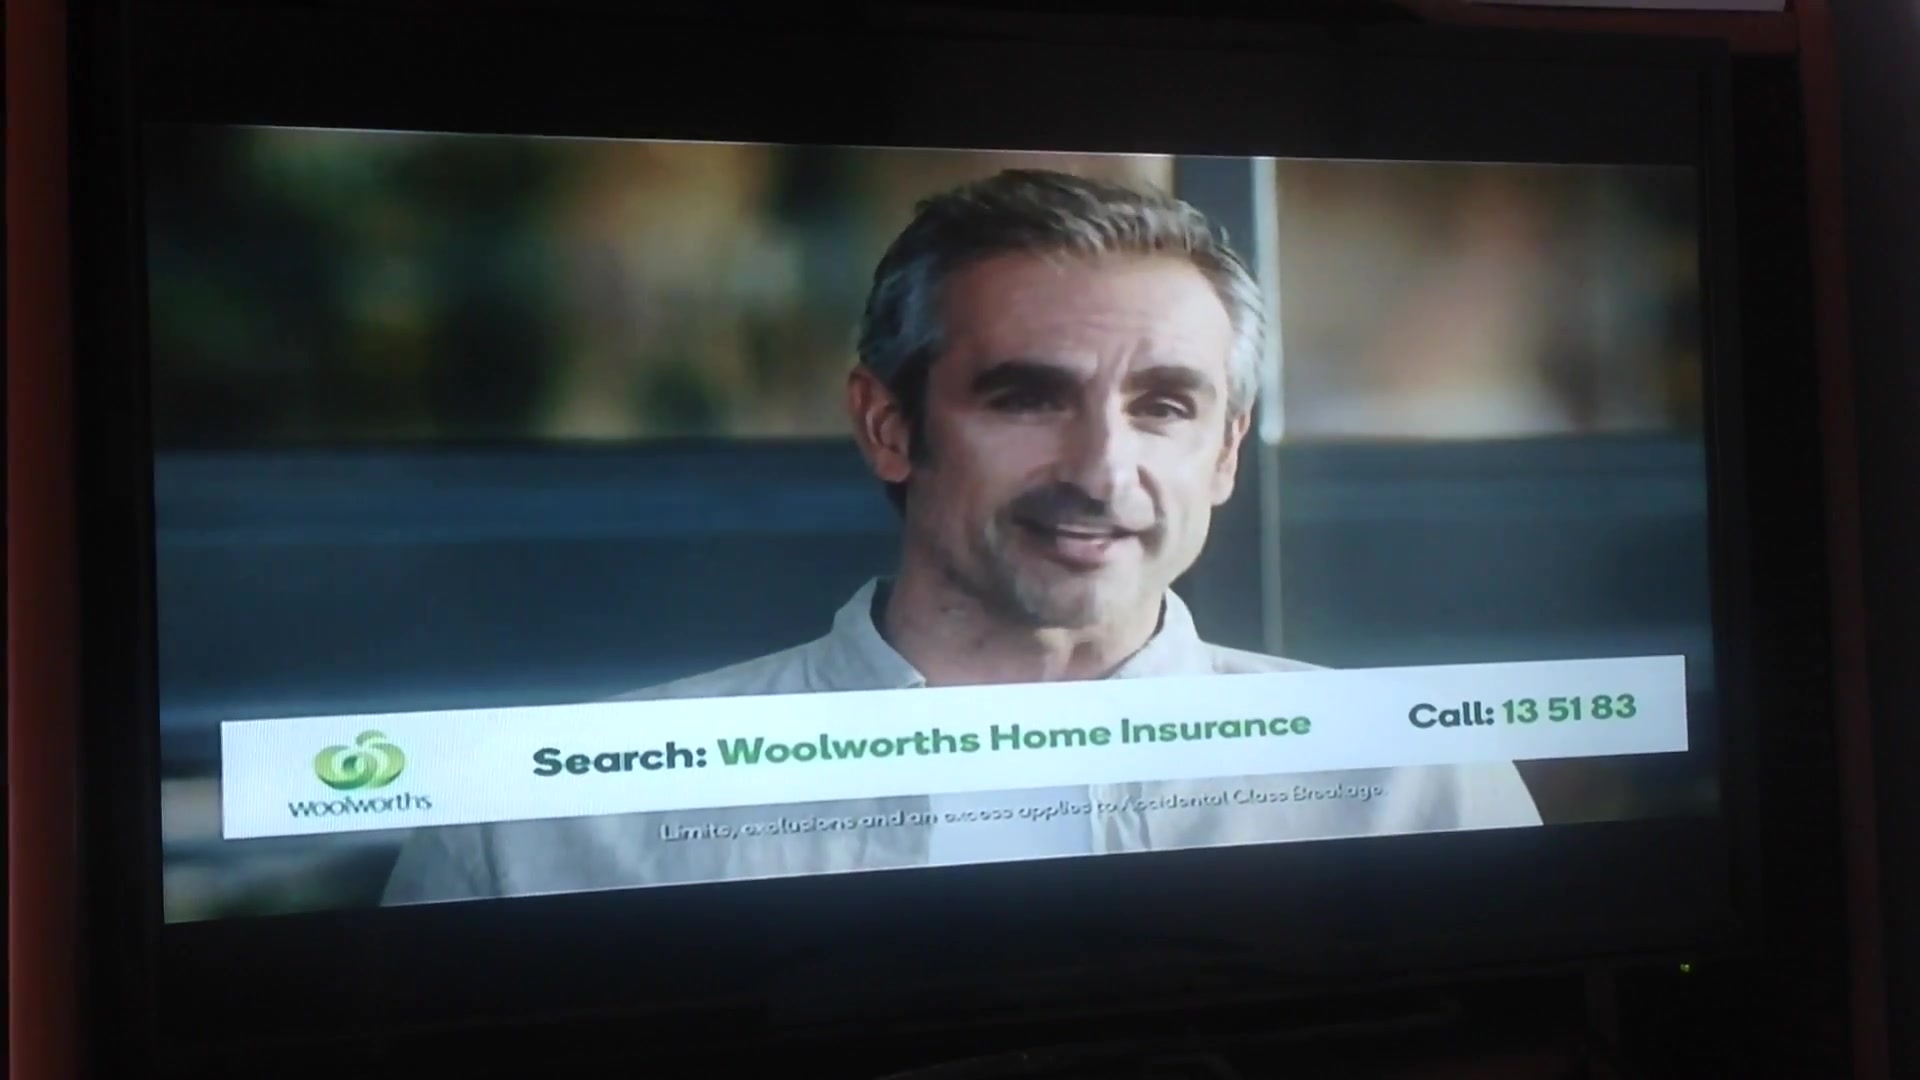 woolworths
Search: Woolworths Home Insurance
Call: 13 51 83
Limits, exclusions and an excess applies to Accidental Glass Breakage.